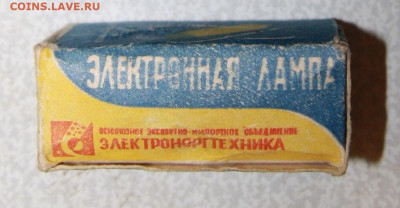 COINS.LAVE.RU
ЭЛЕКТРОННАЯ ЛАМПА
ВСЕСОЮЗНОЕ ЭКСПОРТНО-ИМПОРТНОЕ ОБЪЕДИНЕНИЕ
ЭЛЕКТРОНОРГТЕХНИКА